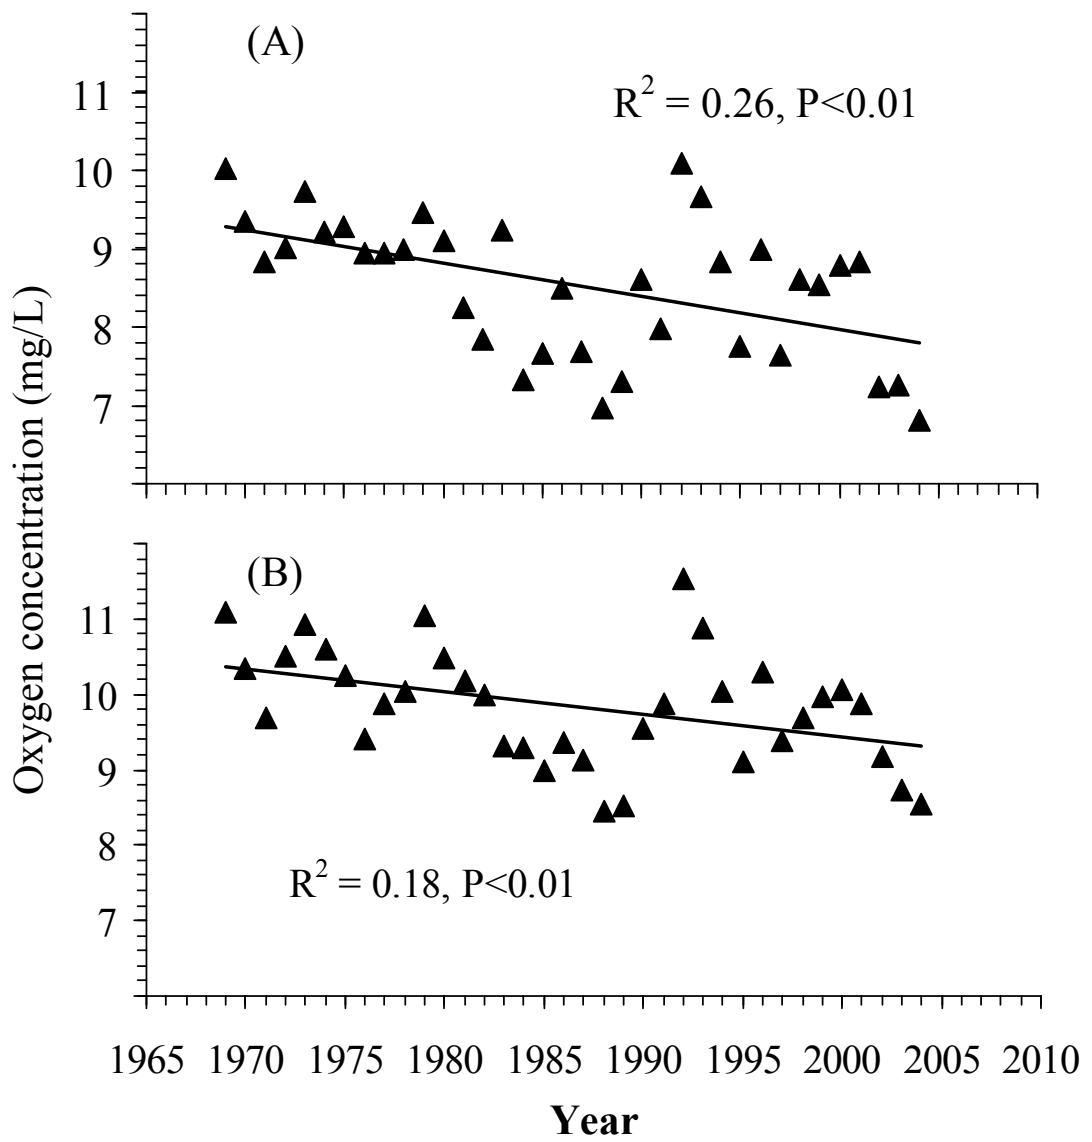 (A)
R² = 0.26, P<0.01
11
10
9
8
7
Oxygen concentration (mg/L)
(B)
11
10
9
8
7
R² = 0.18, P<0.01
1965 1970 1975 1980 1985 1990 1995 2000 2005 2010
Year